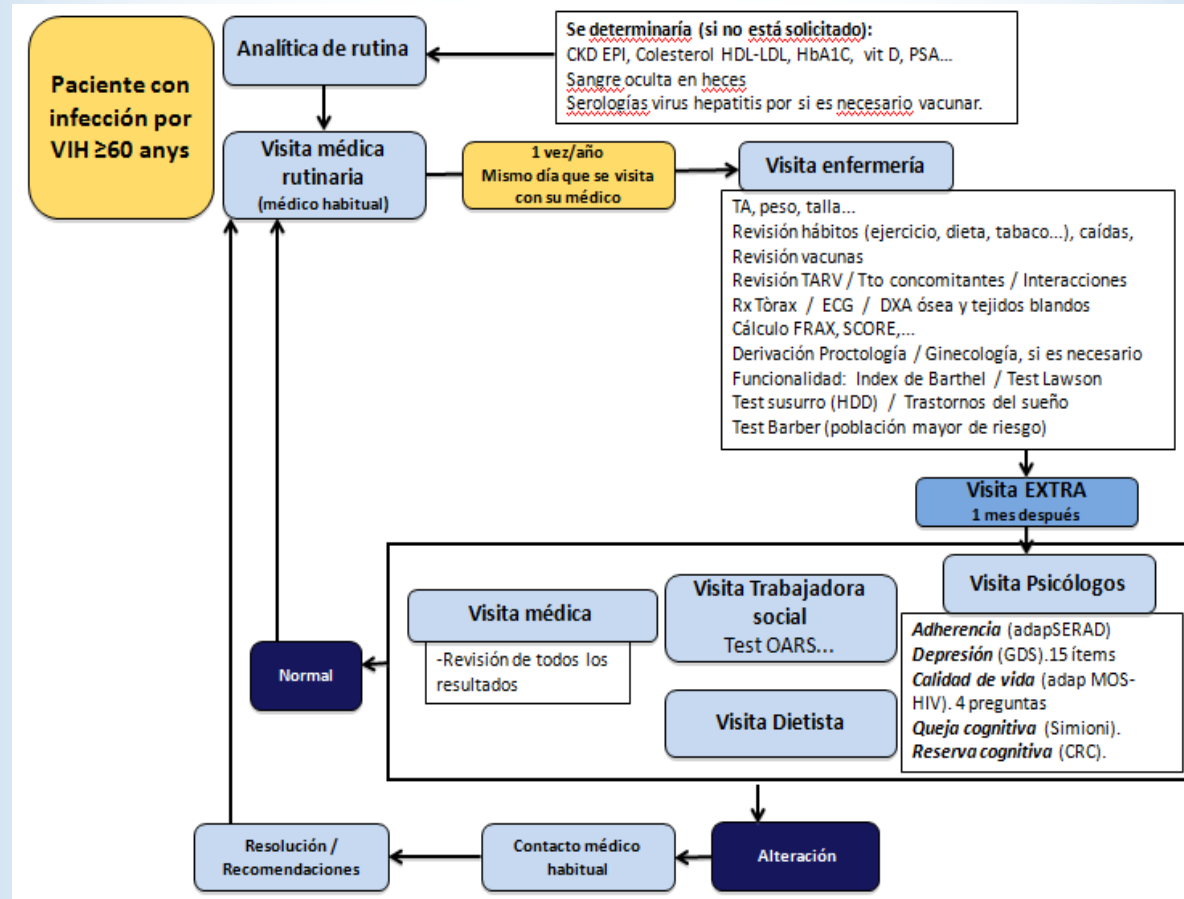 Paciente con
infección por
VIH ≥60 anys
Analítica de rutina
Se determinaría (si no está solicitado):
CKD EPI, Colesterol HDL-LDL, HbA1C, vit D, PSA...
Sangre oculta en heces
Serologías virus hepatitis por si es necesario vacunar.
Visita médica
rutinaria
(médico habitual)
1 vez/año
Mismo día que se visita
con su médico
Visita enfermería
TA, peso, talla...
Revisión hábitos (ejercicio, dieta, tabaco...), caídas,
Revisión vacunas
Revisión TARV / Tto concomitantes / Interacciones
Rx Tòrax / ECG / DXA ósea y tejidos blandos
Cálculo FRAX, SCORE,...
Derivación Proctología / Ginecología, si es necesario
Funcionalidad: Index de Barthel / Test Lawson
Test susurro (HDD) / Trastornos del sueño
Test Barber (población mayor de riesgo)
Visita EXTRA
1 mes después
Visita médica
-Revisión de todos los
resultados
Visita Trabajadora
social
Test OARS...
Visita Dietista
Visita Psicólogos
Adherencia (adapSERAD)
Depresión (GDS).15 ítems
Calidad de vida (adap MOS-
HIV). 4 preguntas
Queja cognitiva (Simioni).
Reserva cognitiva (CRC).
Normal
Resolución /
Recomendaciones
Contacto médico
habitual
Alteración